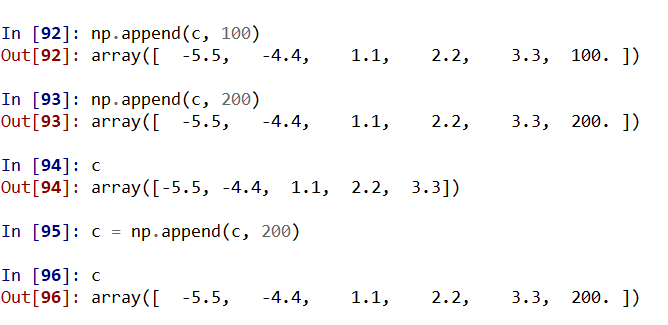 In [92]: np.append(c, 100)
Out[92]: array([  -5.5,   -4.4,    1.1,    2.2,    3.3,  100. ])
In [93]: np.append(c, 200)
Out[93]: array([  -5.5,   -4.4,    1.1,    2.2,    3.3,  200. ])
In [94]: c
Out[94]: array([-5.5, -4.4,  1.1,  2.2,  3.3])
In [95]: c = np.append(c, 200)
In [96]: c
Out[96]: array([  -5.5,   -4.4,    1.1,    2.2,    3.3,  200. ])